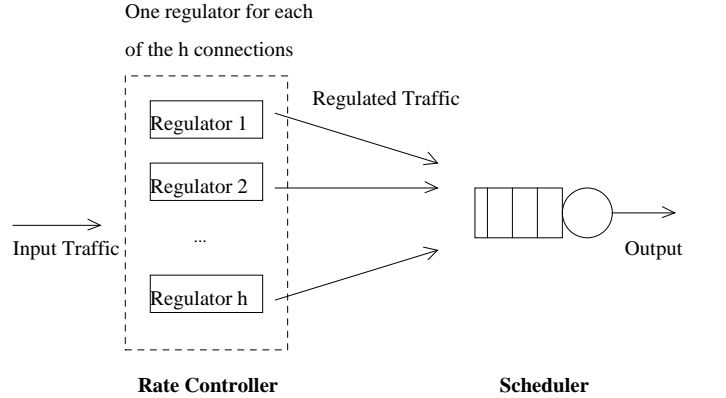 One regulator for each
of the h connections
Regulated Traffic
Regulator 1
Regulator 2
Input Traffic
...
Output
Regulator h
Rate Controller
Scheduler